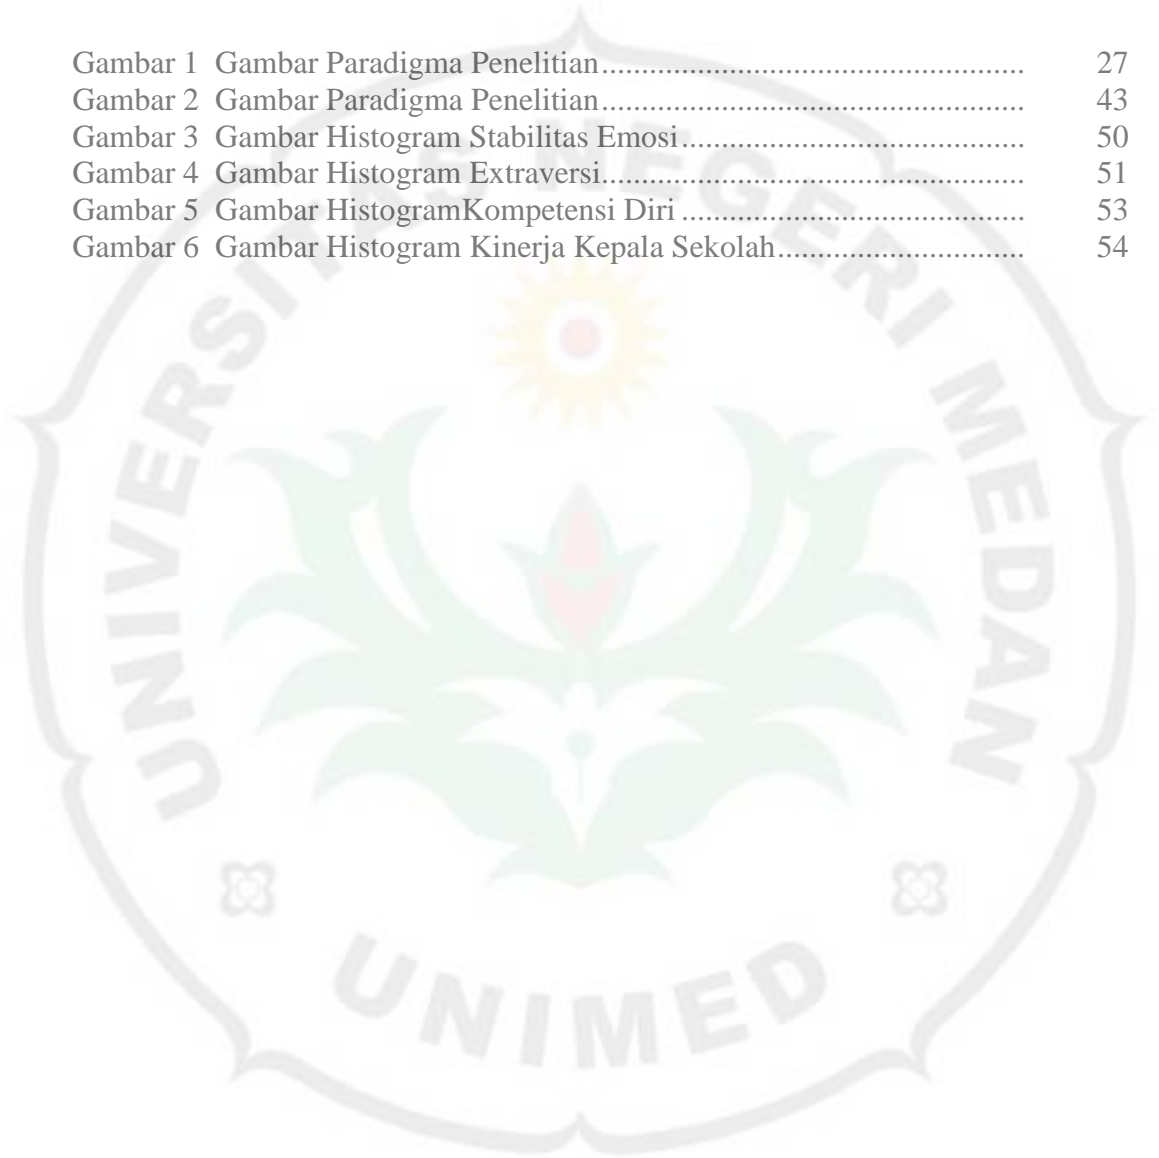 Gambar 1 Gambar Paradigma Penelitian..................................................... 27
Gambar 2 Gambar Paradigma Penelitian..................................................... 43
Gambar 3 Gambar Histogram Stabilitas Emosi........................................... 50
Gambar 4 Gambar Histogram Extraversi..................................................... 51
Gambar 5 Gambar HistogramKompetensi Diri ........................................... 53
Gambar 6 Gambar Histogram Kinerja Kepala Sekolah............................... 54
UNIVERSITAS NEGERI MEDAN
UNIMED